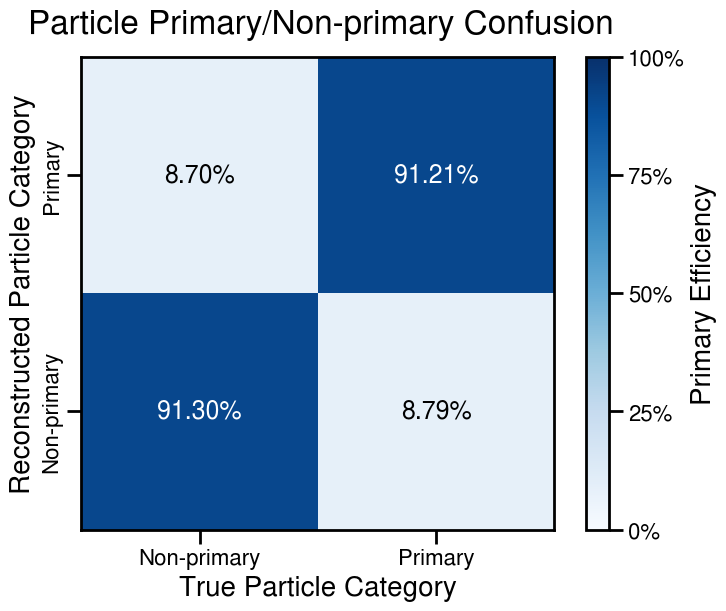 Particle Primary/Non-primary Confusion
Reconstructed Particle Category
Primary
Non-primary
8.70%
91.21%
91.30%
8.79%
Non-primary
Primary
True Particle Category
100%
75%
50%
25%
0%
Primary Efficiency